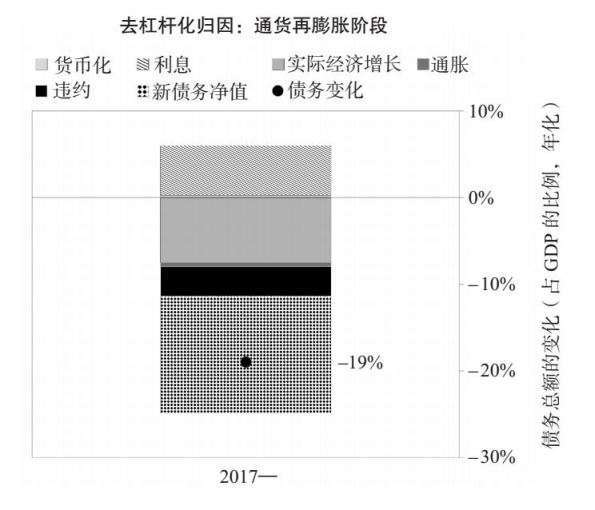 去杠杆化归因：通货再膨胀阶段
货币化 利息 实际经济增长 通胀
违约 新债务净值 债务变化
10%
0%
–10%
–19%
–20%
–30%
债务总额的变化（占 GDP 的比例，年化）
2017—